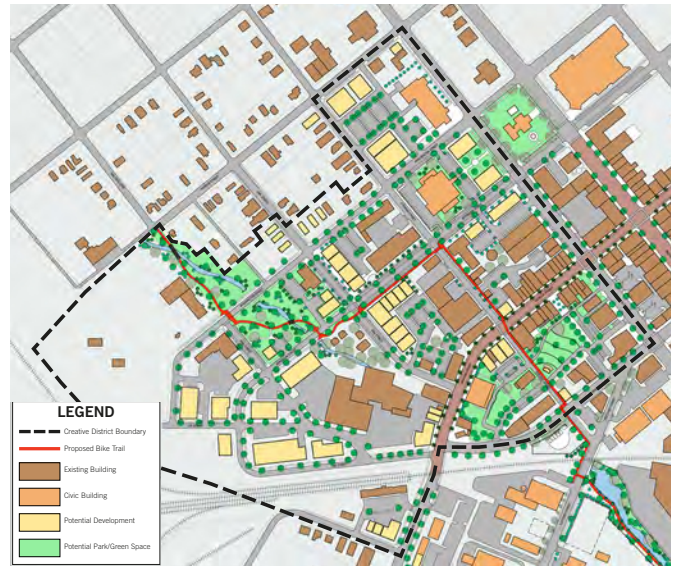 LEGEND
Creative District Boundary
Proposed Bike Trail
Existing Building
Civic Building
Potential Development
Potential Park/Green Space